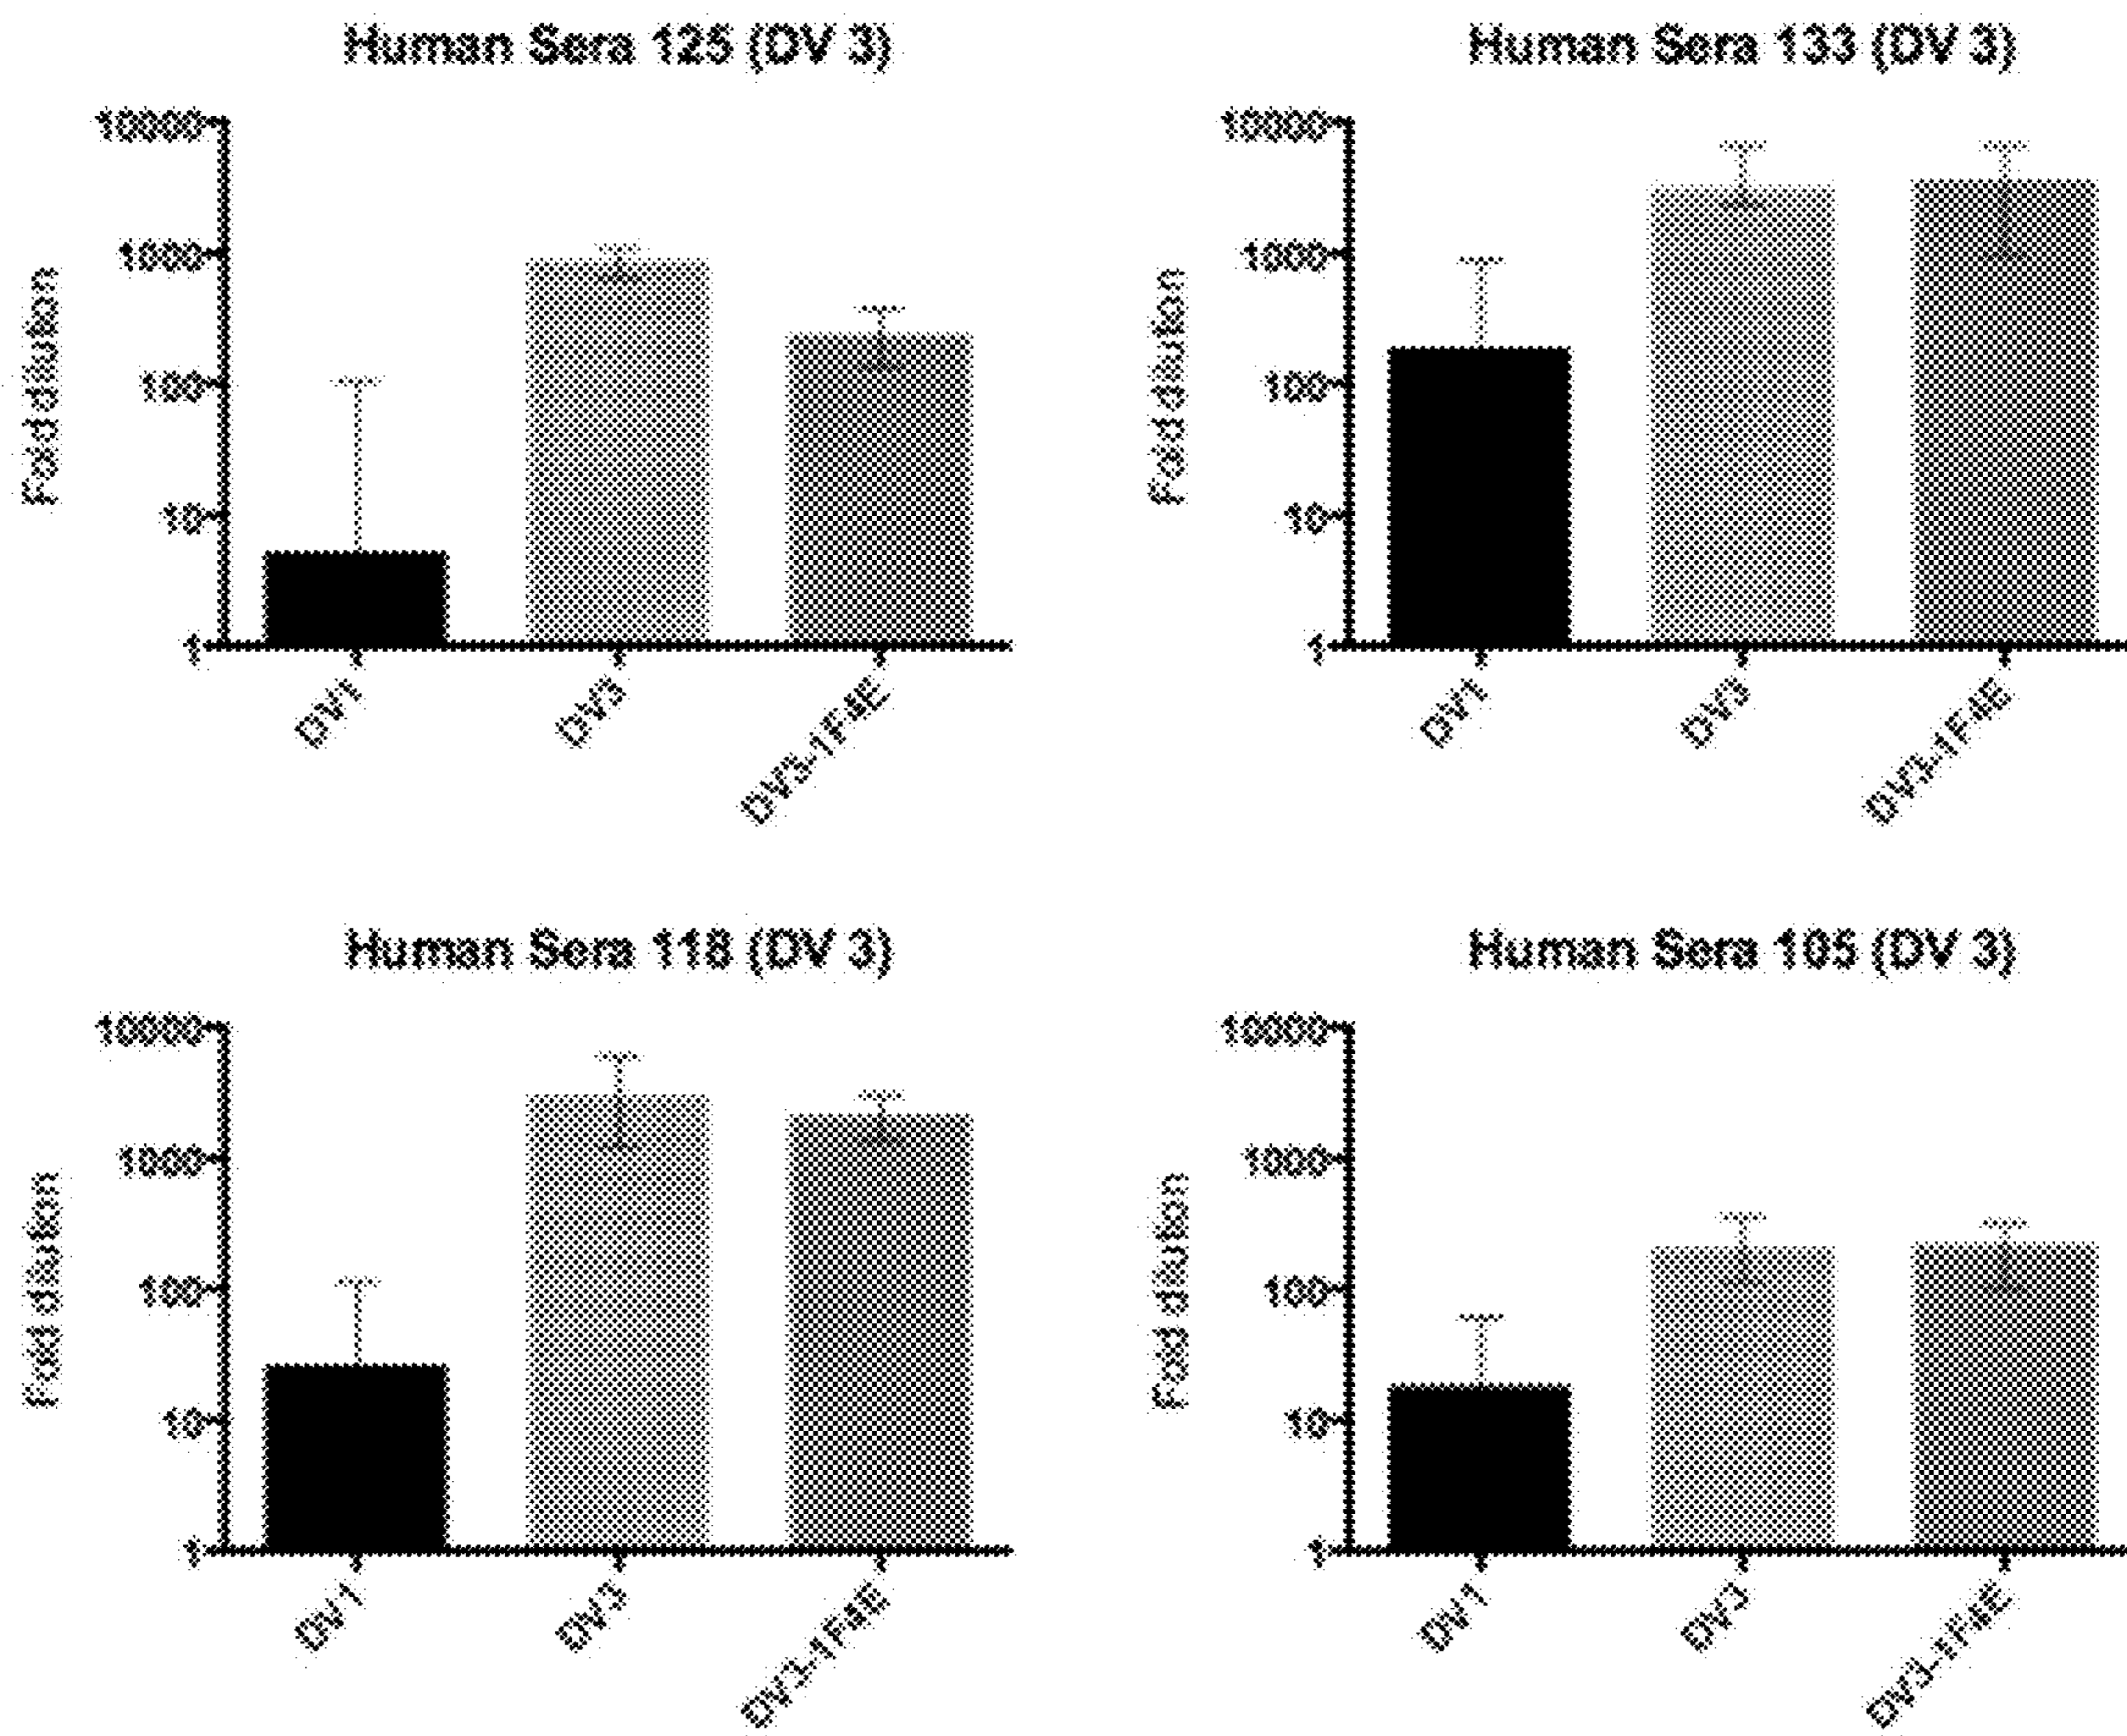 Human Sera 125 (DV 3)
Fold dilution
10000
1000
100
10
1
DV1
DV3
DV3-1F4E
Human Sera 133 (DV 3)
Fold dilution
10000
1000
100
10
1
DV1
DV3
DV3-1F4E
Human Sera 118 (DV 3)
Fold dilution
10000
1000
100
10
1
DV1
DV3
DV3-1F4E
Human Sera 105 (DV 3)
Fold dilution
10000
1000
100
10
1
DV1
DV3
DV3-1F4E